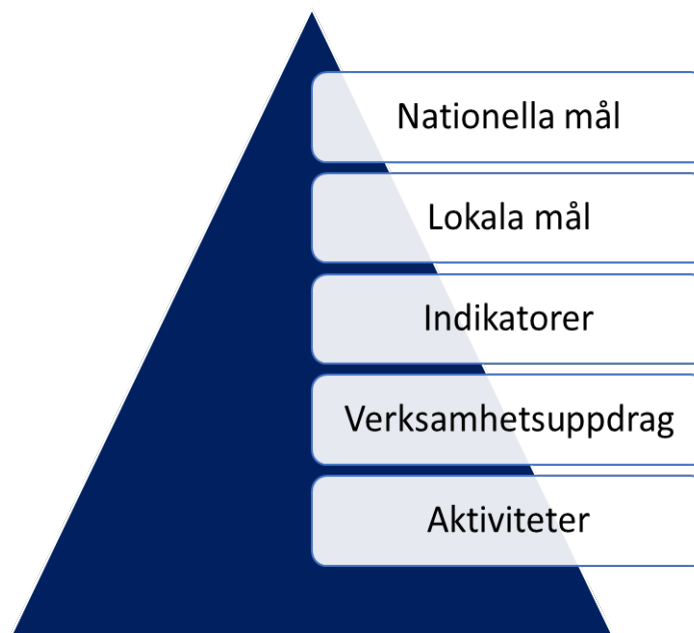 Nationella mål
Lokala mål
Indikatorer
Verksamhetsuppdrag
Aktiviteter